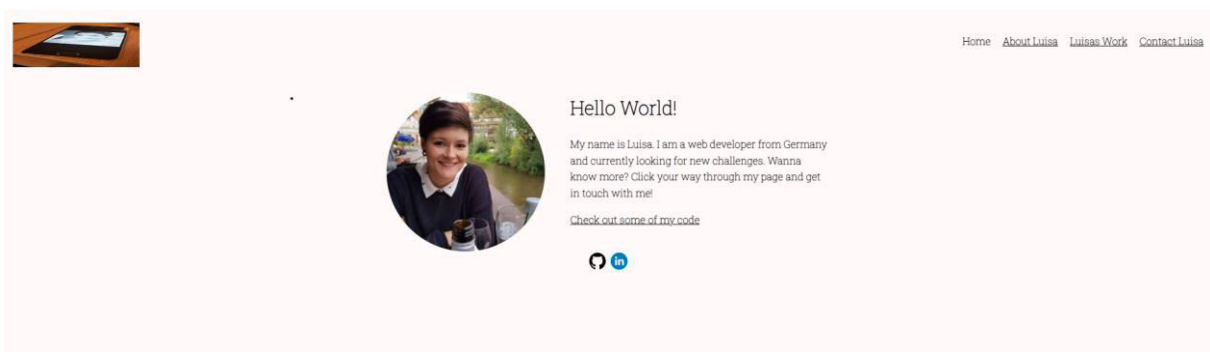 Home About Luisa Luisas Work Contact Luisa
Hello World!
My name is Luisa. I am a web developer from Germany
and currently looking for new challenges. Wanna
know more? Click your way through my page and get
in touch with me!
Check out some of my code
in